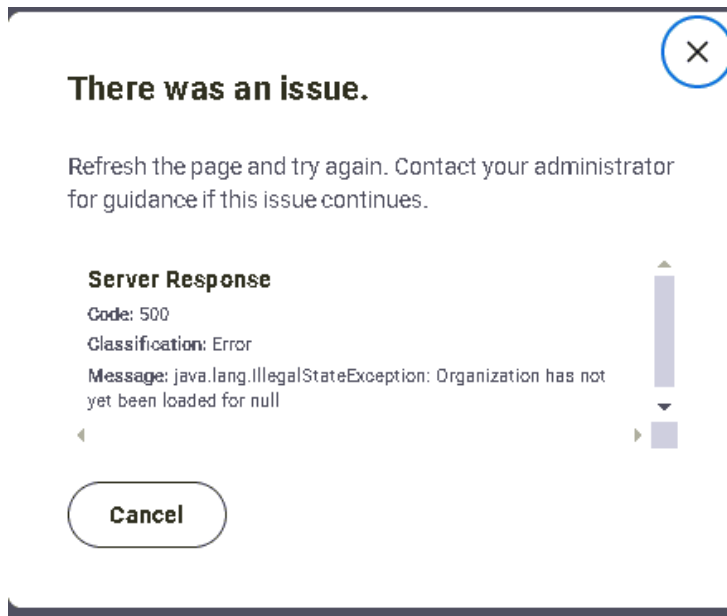 There was an issue.
Refresh the page and try again. Contact your administrator
for guidance if this issue continues.
Server Response
Code: 500
Classification: Error
Message: java.lang.IllegalStateException: Organization has not
yet been loaded for null
Cancel